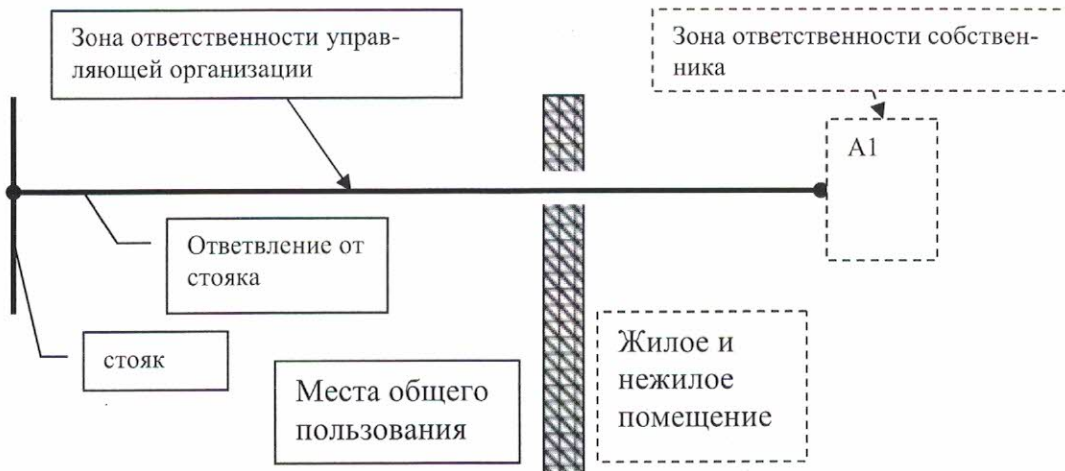 Зона ответственности управ-
ляющей организации
Зона ответственности собствен-
ника
А1
Ответвление от
стояка
стояк
Места общего
пользования
Жилое и
нежилое
помещение